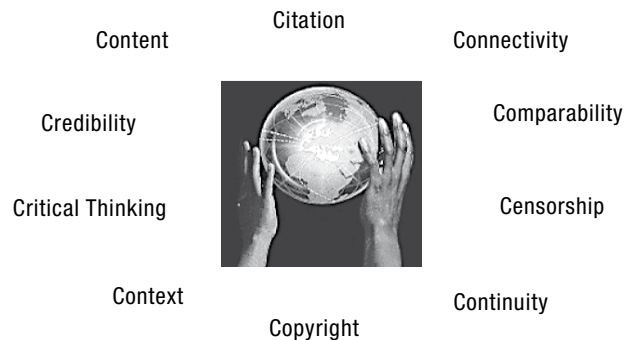 Citation
Content
Connectivity
Credibility
Comparability
Critical Thinking
Censorship
Context
Continuity
Copyright